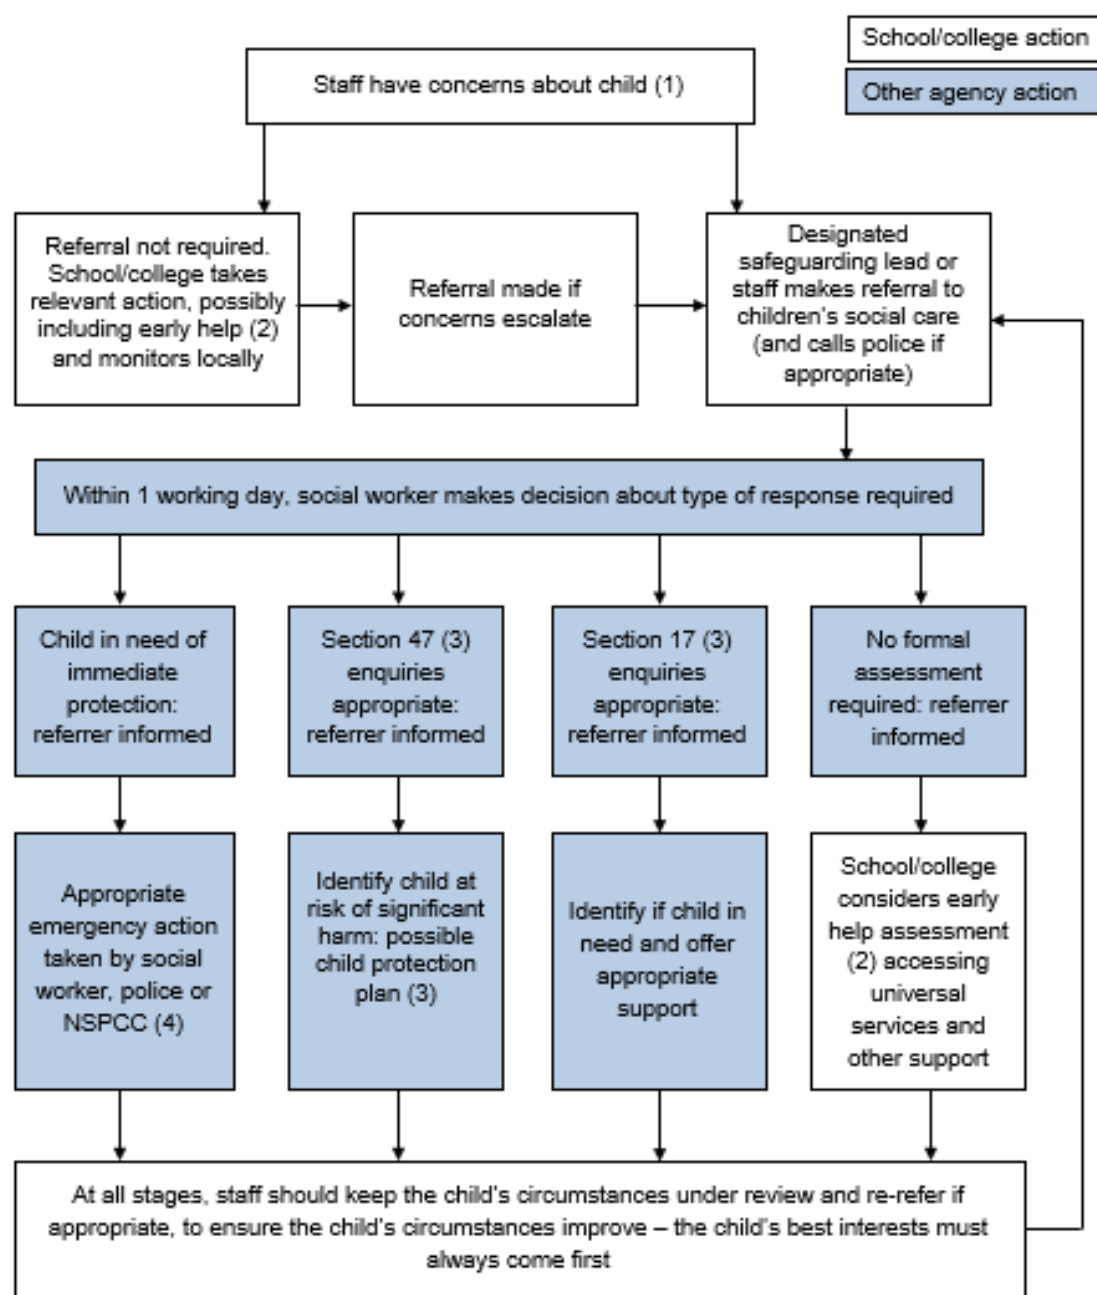 School/college action
Other agency action
Staff have concerns about child (1)
Referral not required.
School/college takes
relevant action, possibly
including early help (2)
and monitors locally
Referral made if
concerns escalate
Designated
safeguarding lead or
staff makes referral to
children's social care
(and calls police if
appropriate)
Within 1 working day, social worker makes decision about type of response required
Child in need of
immediate
protection:
referrer informed
Section 47 (3)
enquiries
appropriate:
referrer informed
Section 17 (3)
enquiries
appropriate:
referrer informed
No formal
assessment
required: referrer
informed
Appropriate
emergency action
taken by social
worker, police or
NSPCC (4)
Identify child at
risk of significant
harm: possible
child protection
plan (3)
Identify if child in
need and offer
appropriate
support
School/college
considers early
help assessment
(2) accessing
universal
services and
other support
At all stages, staff should keep the child's circumstances under review and re-refer if
appropriate, to ensure the child's circumstances improve – the child's best interests must
always come first